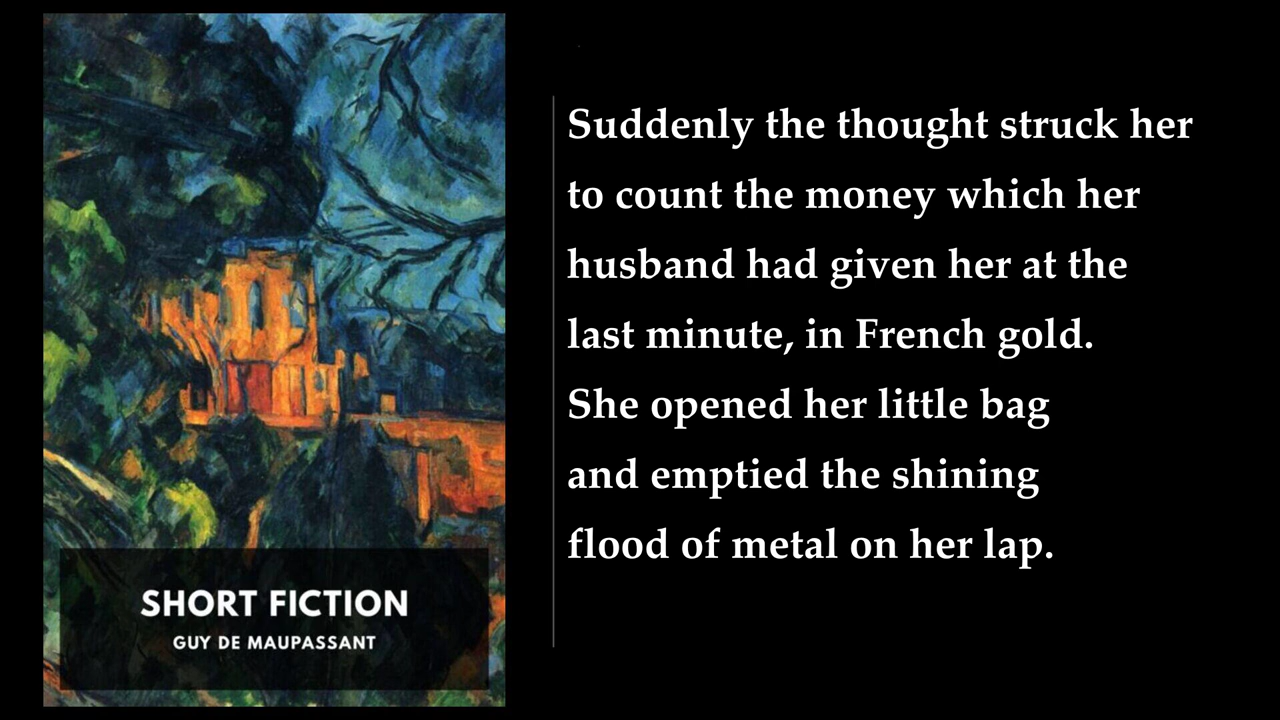 SHORT FICTION
GUY DE MAUPASSANT
Suddenly the thought struck her
to count the money which her
husband had given her at the
last minute, in French gold.
She opened her little bag
and emptied the shining
flood of metal on her lap.